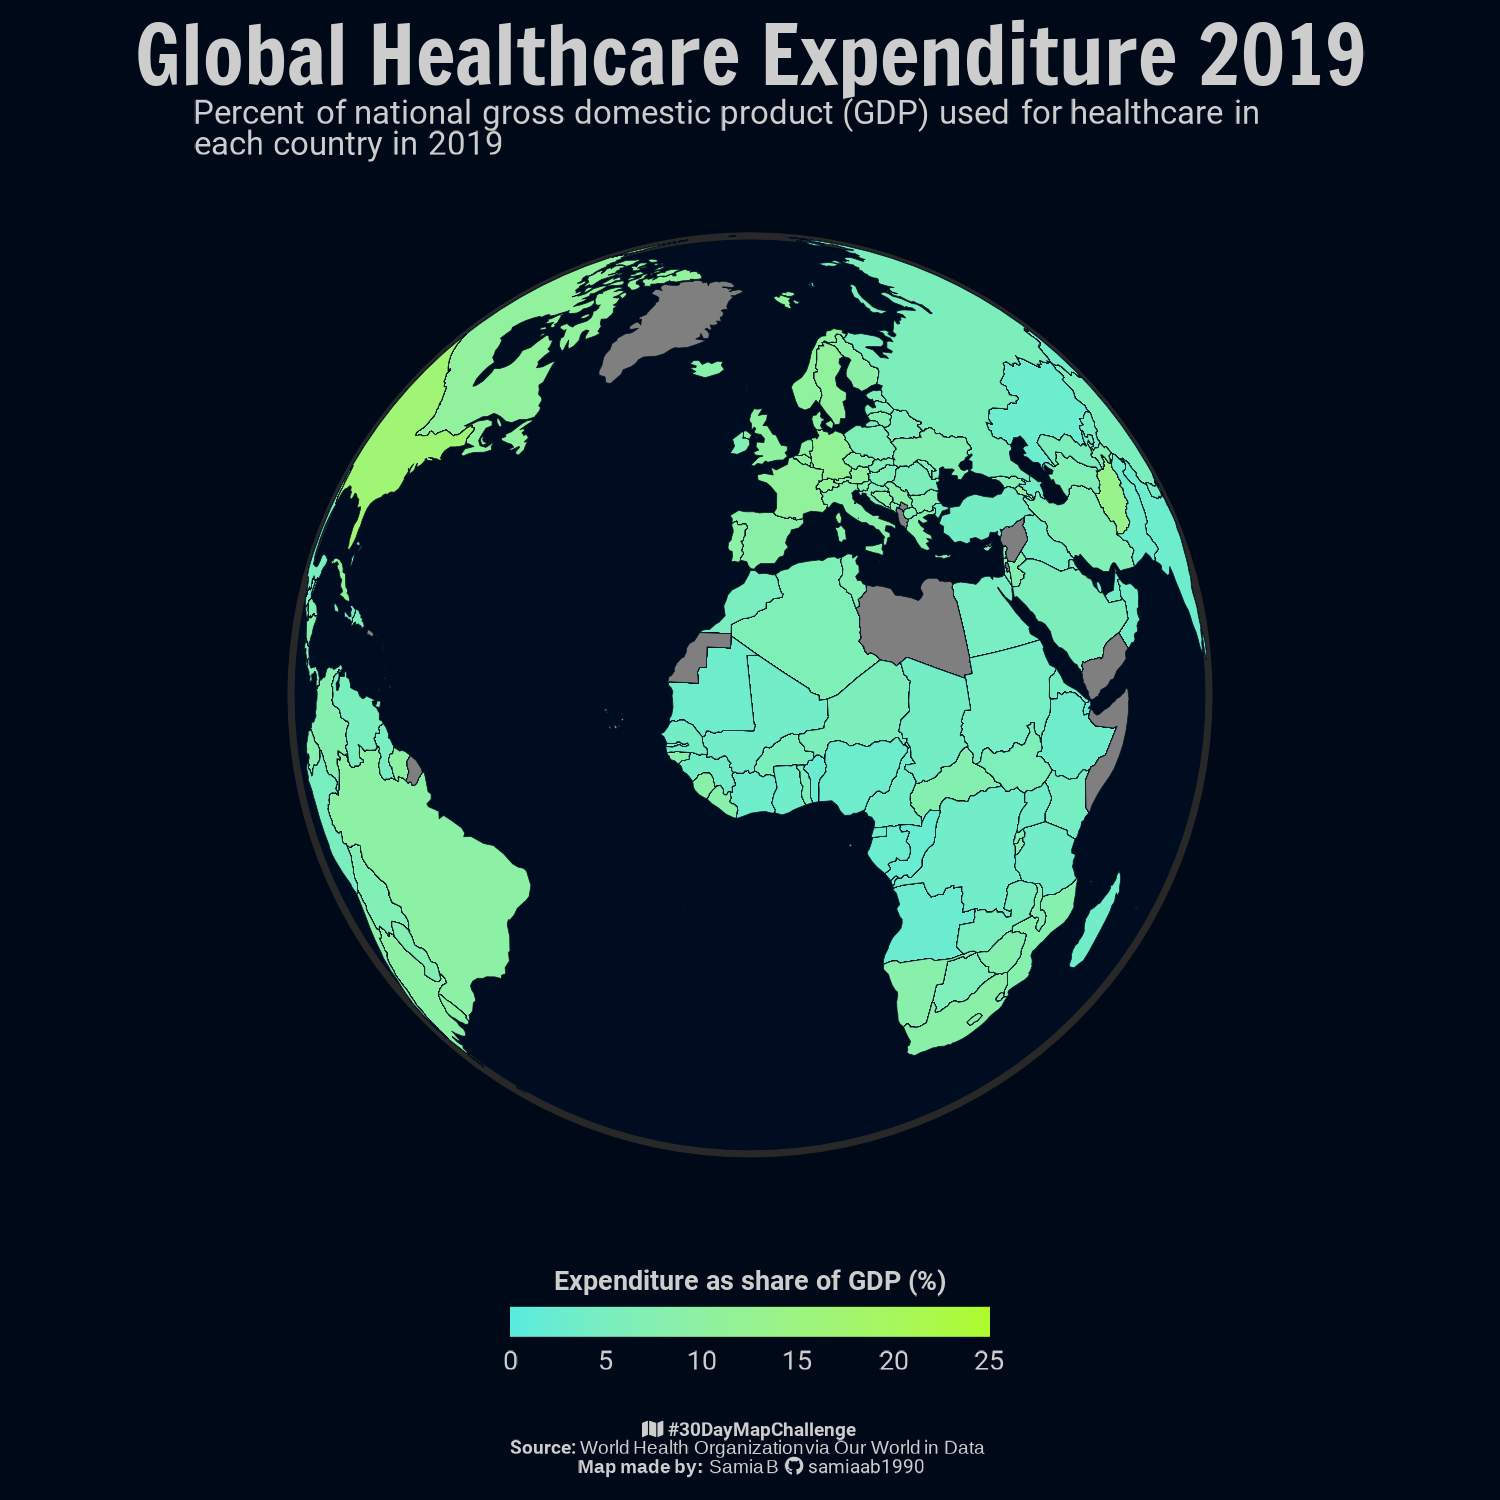 Global Healthcare Expenditure 2019
Percent of national gross domestic product (GDP) used for healthcare in
each country in 2019
Expenditure as share of GDP (%)
0 5 10 15 20 25
#30DayMapChallenge
Source: World Health Organization via Our World in Data
Map made by: Samia B samiaab1990